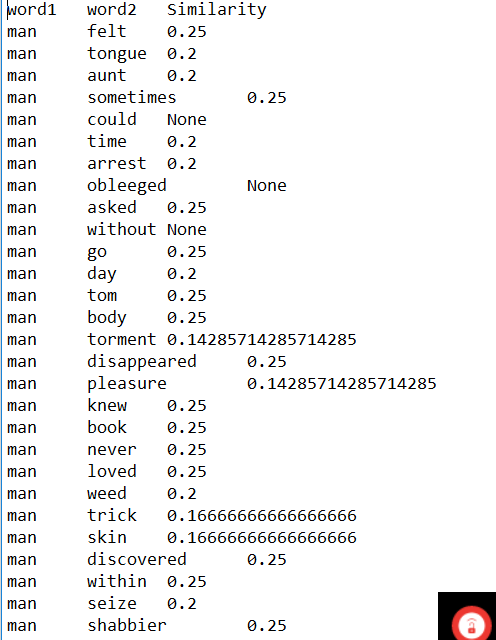 word1 word2 Similarity
man felt 0.25
man tongue 0.2
man aunt 0.2
man sometimes 0.25
man could None
man time 0.2
man arrest 0.2
man obleeged None
man asked 0.25
man without None
man go 0.25
man day 0.2
man tom 0.25
man body 0.25
man torment 0.14285714285714285
man disappeared 0.25
man pleasure 0.14285714285714285
man knew 0.25
man book 0.25
man never 0.25
man loved 0.25
man weed 0.2
man trick 0.16666666666666666
man skin 0.16666666666666666
man discovered 0.25
man within 0.25
man seize 0.2
man shabbier 0.25